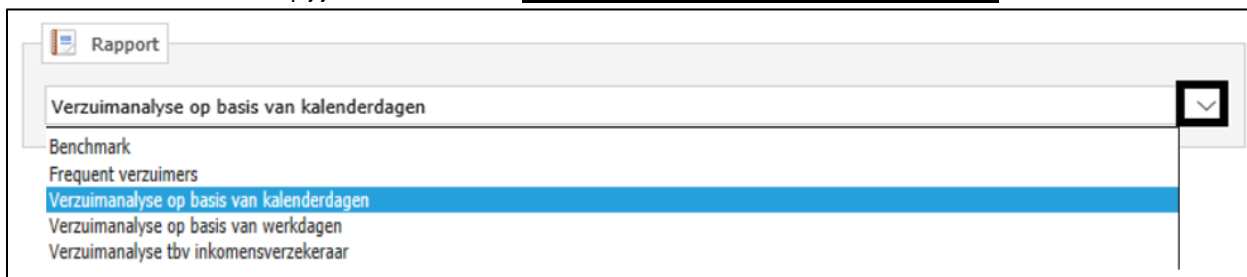 Rapport
Verzuimanalyse op basis van kalenderdagen
Benchmark
Frequent verzuimers
Verzuimanalyse op basis van kalenderdagen
Verzuimanalyse op basis van werkdagen
Verzuimanalyse tbv inkomensverzekeraar